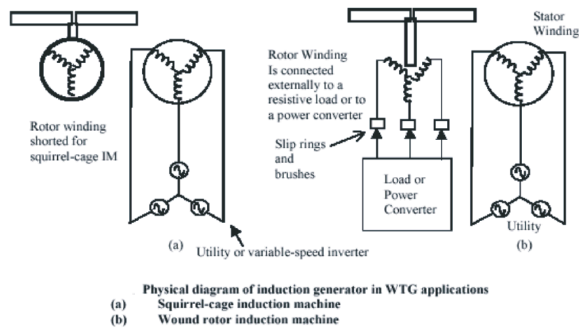 Stator
Winding
Rotor Winding
Is connected
externally to a
resistive load or to
a power converter
Rotor winding
shorted for
squirrel-cage IM
Slip rings
and
brushes
Load or
Power
Converter
Utility
(a)
(b)
Utility or variable-speed inverter
Physical diagram of induction generator in WTG applications
(a) Squirrel-cage induction machine
(b) Wound rotor induction machine